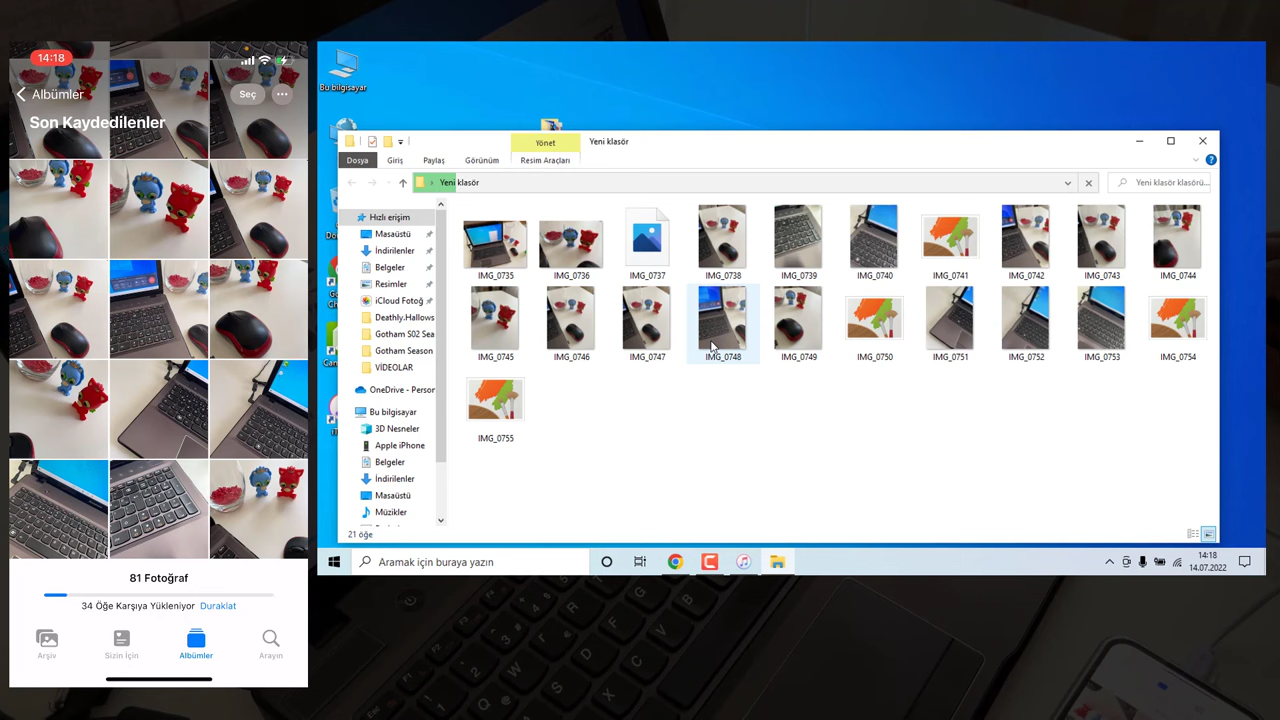 14:18
Albümler
Seç
Son Kaydedilenler
81 Fotoğraf
34 Öğe Karşıya Yükleniyor Duraklat
Arşiv
Sizin İçin
Albümler
Arayın
Bu bilgisayar
Yönet
Yeni klasör
Dosya
Giriş
Paylaş
Görünüm
Resim Araçları
Yeni klasör
Yeni klasör klasörü...
Hızlı erişim
Masaüstü
İndirilenler
Belgeler
Resimler
iCloud Fotoğ
Deathly.Hallows
Gotham S02 Sea
Gotham Season
VİDEOLAR
OneDrive - Person
Bu bilgisayar
3D Nesneler
Apple iPhone
Belgeler
İndirilenler
Masaüstü
Müzikler
IMG_0735
IMG_0736
IMG_0737
IMG_0738
IMG_0739
IMG_0740
IMG_0741
IMG_0742
IMG_0743
IMG_0744
IMG_0745
IMG_0746
IMG_0747
IMG_0748
IMG_0749
IMG_0750
IMG_0751
IMG_0752
IMG_0753
IMG_0754
IMG_0755
21 öğe
Aramak için buraya yazın
14:18
14.07.2022